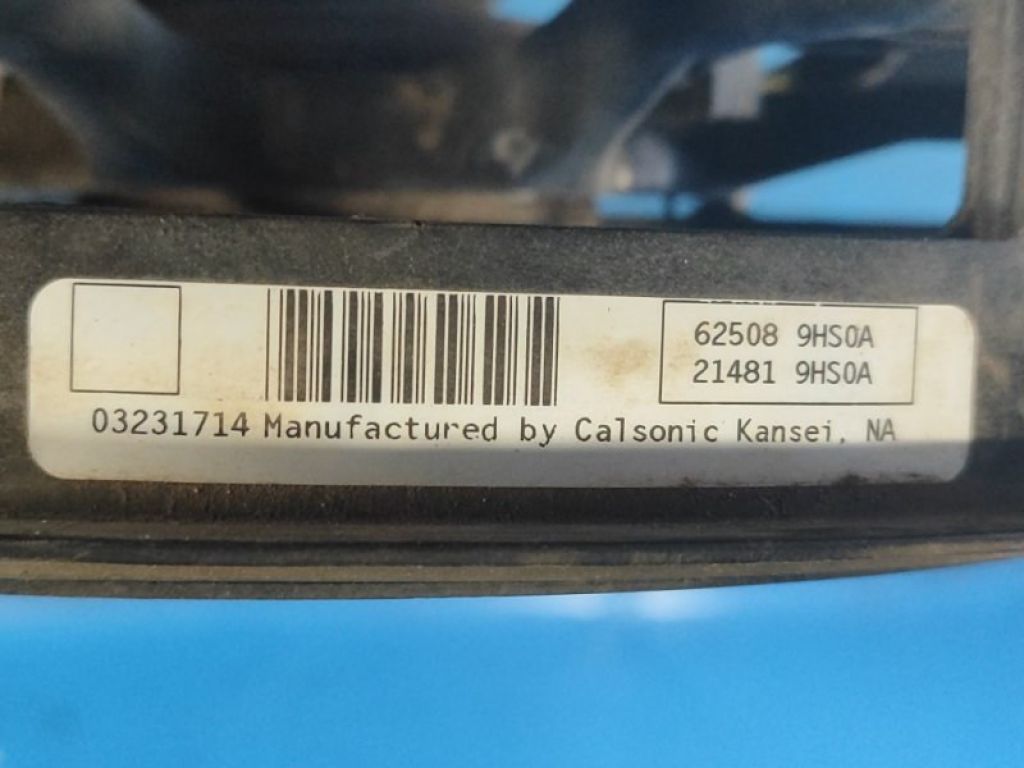 62508 9HS0A
21481 9HS0A
03231714 Manufactured by Calsonic Kansei, NA